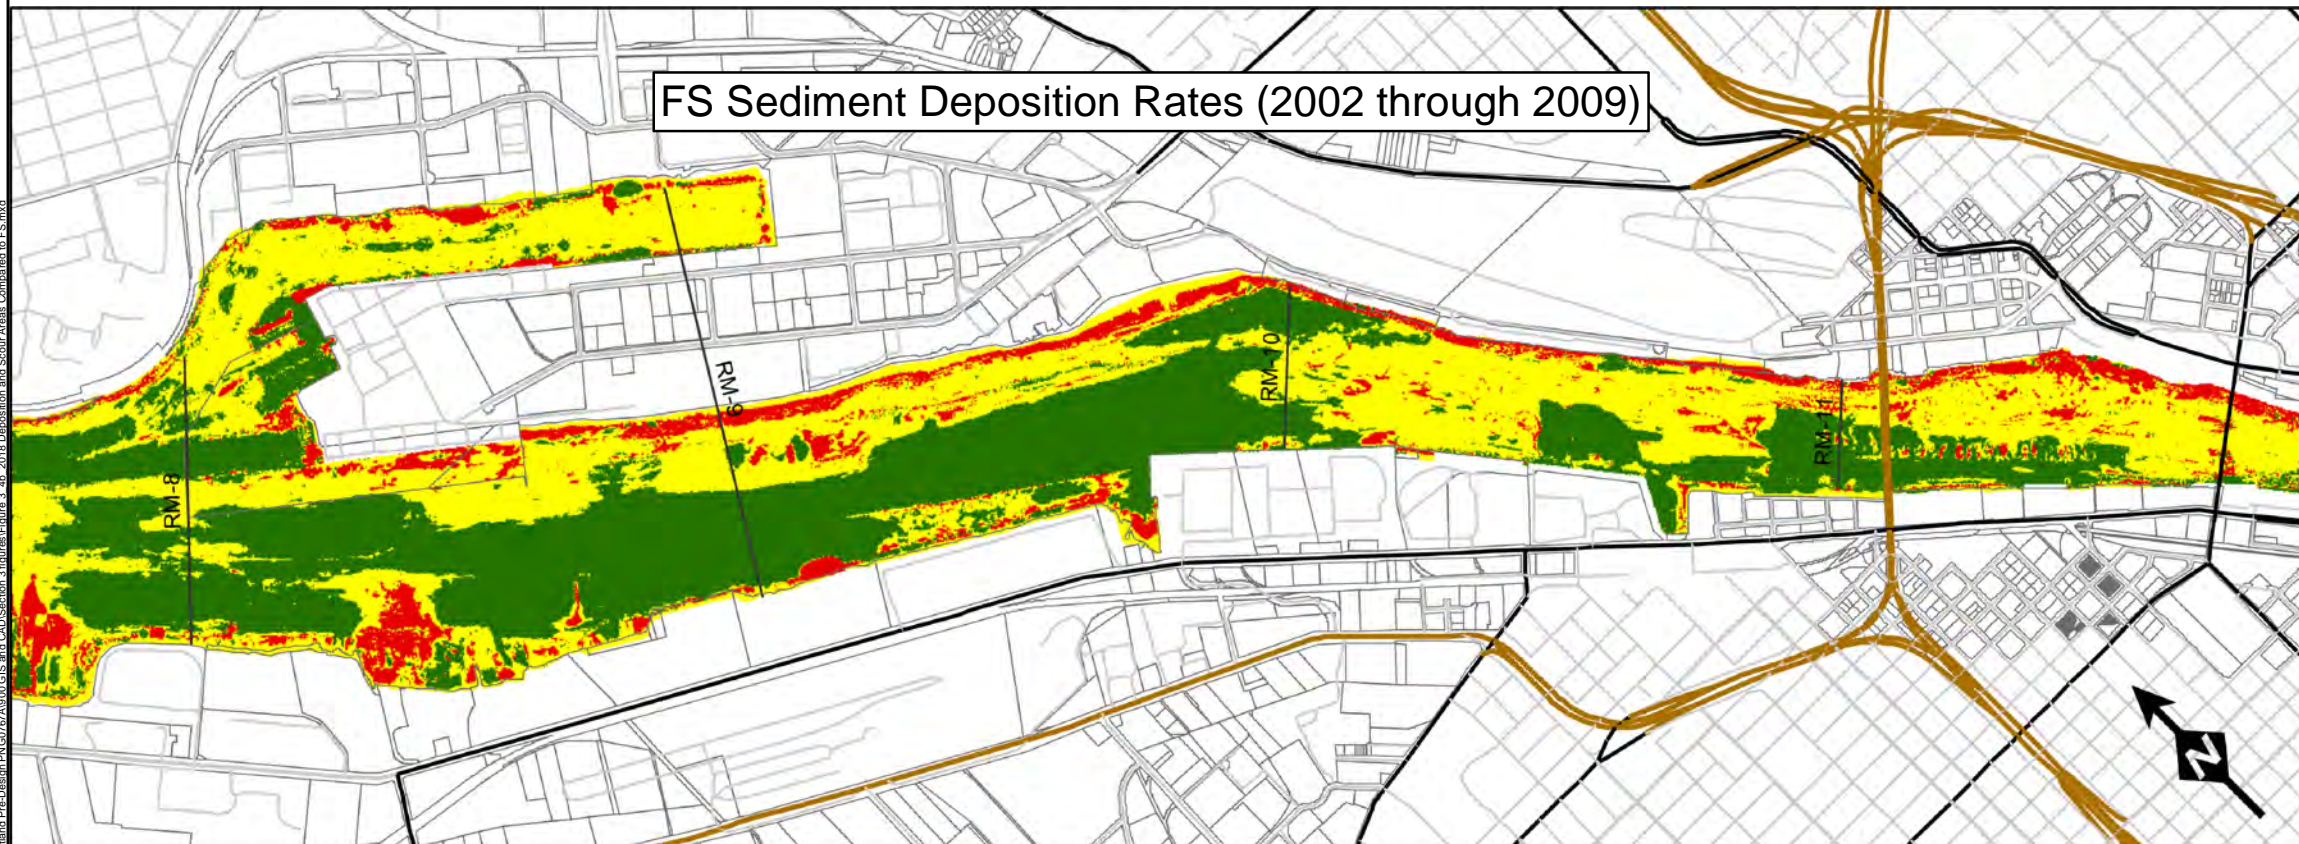 FS Sediment Deposition Rates (2002 through 2009)
RM-8
RM-9
RM-10
RM-11
N